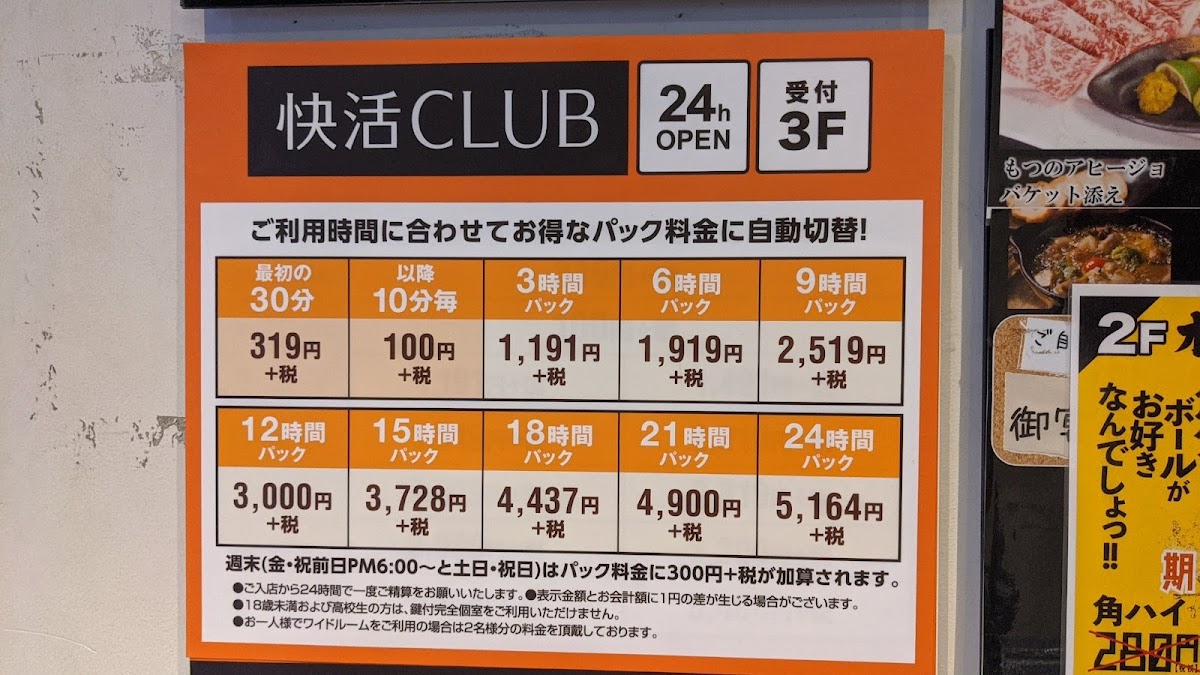 快活CLUB
24h
OPEN
受付
3F
ご利用時間に合わせてお得なパック料金に自動切替!
最初の
30分
319円
+税
以降
10分毎
100円
+税
3時間
パック
1,191円
+税
6時間
パック
1,919円
+税
9時間
パック
2,519円
+税
12時間
パック
3,000円
+税
15時間
パック
3,728円
+税
18時間
パック
4,437円
+税
21時間
パック
4,900円
+税
24時間
パック
5,164円
+税
週末(金・祝前日PM6:00〜と土日・祝日)はパック料金に300円+税が加算されます。
●ご入店から24時間で一度ご精算をお願いいたします。●表示金額とお会計額に1円の差が生じる場合がございます。
●18歳未満および高校生の方は、鍵付完全個室をご利用いただけません。
●お一人様でワイドルームをご利用の場合は2名様分の料金を頂戴しております。
もつのアヒージョ
バケット添え
ご自
御
2F
ボールが
お好き
なんでしょっ!!
期
角ハイ
280円